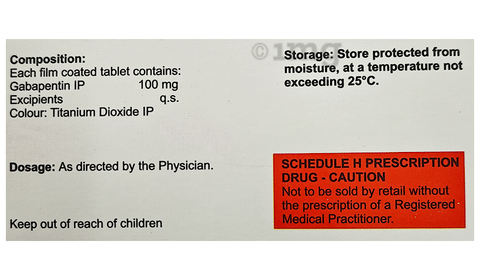 Composition:
Each film coated tablet contains:
Gabapentin IP 100 mg
Excipients q.s.
Colour: Titanium Dioxide IP
Dosage: As directed by the Physician.
Keep out of reach of children
©1mg
Storage: Store protected from
moisture, at a temperature not
exceeding 25°C.
SCHEDULE H PRESCRIPTION
DRUG - CAUTION
Not to be sold by retail without
the prescription of a Registered
Medical Practitioner.